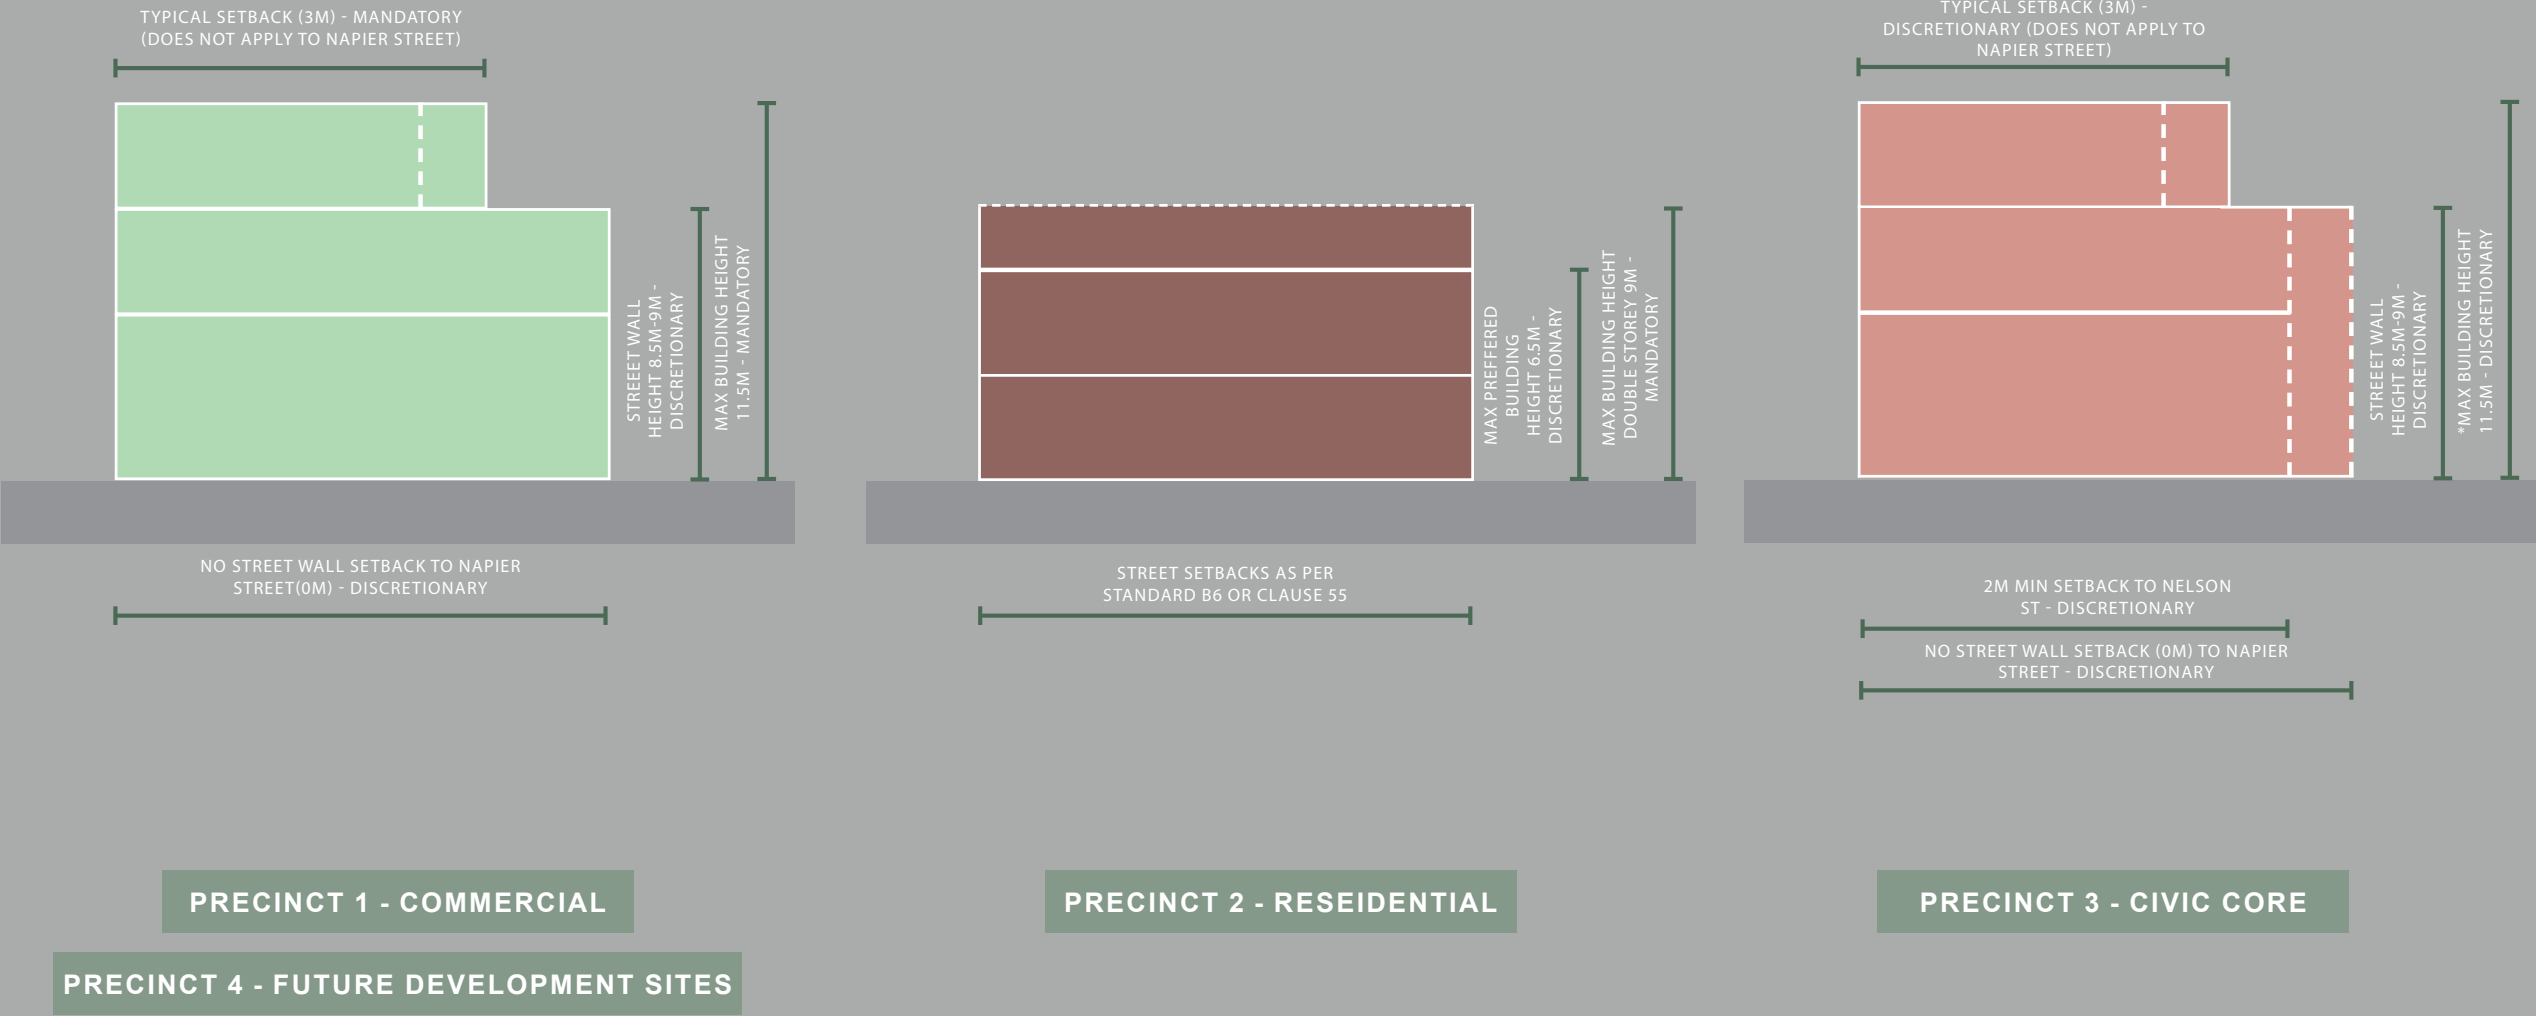 TYPICAL SETBACK (3M) - MANDATORY
(DOES NOT APPLY TO NAPIER STREET)
STREEET WALL
HEIGHT 8.5M-9M -
DISCRETIONARY
MAX BUILDING HEIGHT
11.5M - MANDATORY
NO STREET WALL SETBACK TO NAPIER
STREET(0M) - DISCRETIONARY
PRECINCT 1 - COMMERCIAL
PRECINCT 4 - FUTURE DEVELOPMENT SITES
MAX PREFFERED
BUILDING
HEIGHT 6.5M -
DISCRETIONARY
MAX BUILDING HEIGHT
DOUBLE STOREY 9M -
MANDATORY
STREET SETBACKS AS PER
STANDARD B6 OR CLAUSE 55
PRECINCT 2 - RESEIDENTIAL
TYPICAL SETBACK (3M) -
DISCRETIONARY (DOES NOT APPLY TO
NAPIER STREET)
STREEET WALL
HEIGHT 8.5M-9M -
DISCRETIONARY
*MAX BUILDING HEIGHT
11.5M - DISCRETIONARY
2M MIN SETBACK TO NELSON
ST - DISCRETIONARY
NO STREET WALL SETBACK (0M) TO NAPIER
STREET - DISCRETIONARY
PRECINCT 3 - CIVIC CORE